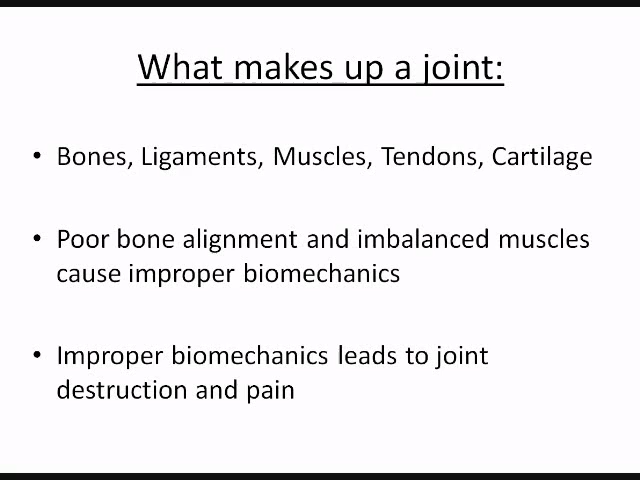 What makes up a joint:
• Bones, Ligaments, Muscles, Tendons, Cartilage
• Poor bone alignment and imbalanced muscles
cause improper biomechanics
• Improper biomechanics leads to joint
destruction and pain